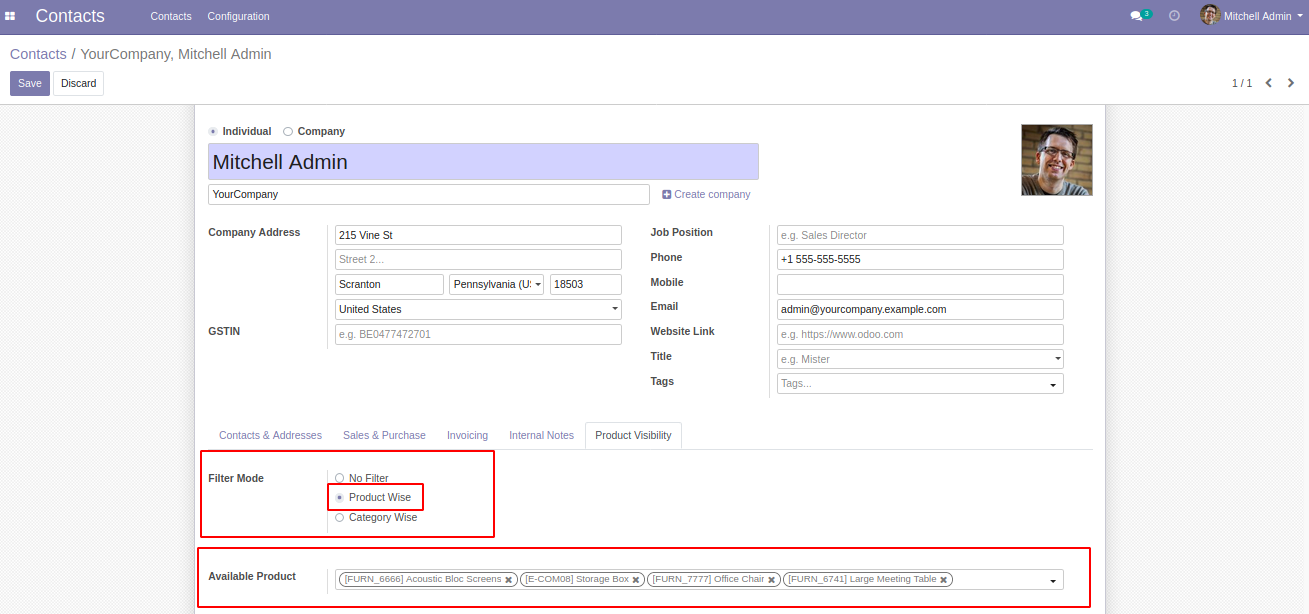 Contacts Contacts Configuration 3 Mitchell Admin
Contacts / YourCompany, Mitchell Admin
Save Discard 1 / 1
Individual Company
Mitchell Admin
YourCompany Create company
Company Address 215 Vine St Job Position e.g. Sales Director
Street 2... Phone +1 555-555-5555
Scranton Pennsylvania (U 18503 Mobile
United States Email admin@yourcompany.example.com
GSTIN e.g. BE0477472701 Website Link e.g. https://www.odoo.com
Title e.g. Mister
Tags Tags...
Contacts & Addresses Sales & Purchase Invoicing Internal Notes Product Visibility
Filter Mode No Filter
Product Wise
Category Wise
Available Product [FURN_6666] Acoustic Bloc Screens [E-COM08] Storage Box [FURN_7777] Office Chair [FURN_6741] Large Meeting Table